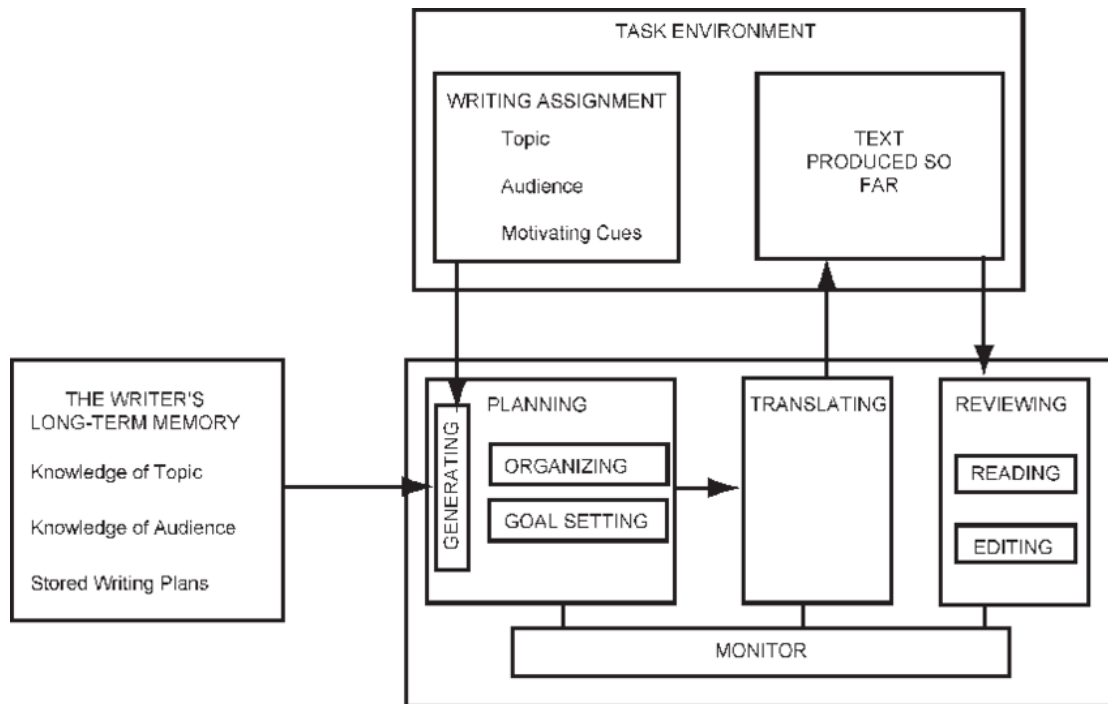 TASK ENVIRONMENT
WRITING ASSIGNMENT
Topic
Audience
Motivating Cues
TEXT
PRODUCED SO
FAR
THE WRITER'S
LONG-TERM MEMORY
Knowledge of Topic
Knowledge of Audience
Stored Writing Plans
PLANNING
GENERATING
ORGANIZING
GOAL SETTING
TRANSLATING
REVIEWING
READING
EDITING
MONITOR